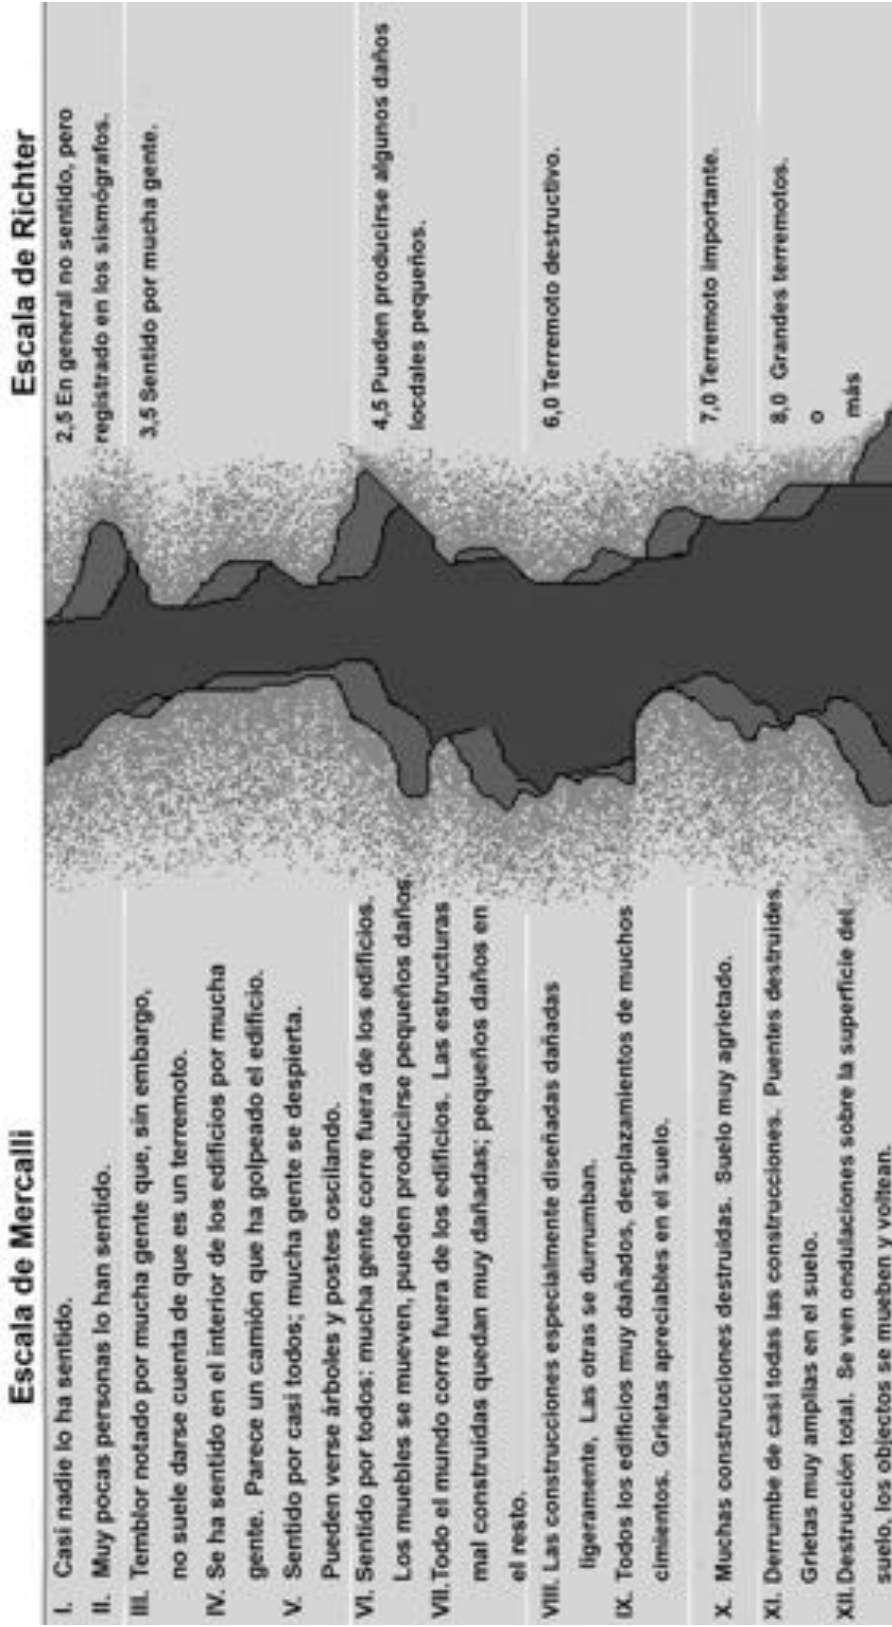 Escala de Mercalli
I. Casi nadie lo ha sentido.
II. Muy pocas personas lo han sentido.
III. Temblor notado por mucha gente que, sin embargo,
no suele darse cuenta de que es un terremoto.
IV. Se ha sentido en el interior de los edificios por mucha
gente. Parece un camión que ha golpeado el edificio.
V. Sentido por casi todos; mucha gente se despierta.
Pueden verse árboles y postes oscilando.
VI. Sentido por todos: mucha gente corre fuera de los edificios.
Los muebles se mueven, pueden producirse pequeños daños.
VII. Todo el mundo corre fuera de los edificios. Las estructuras
mal construidas quedan muy dañadas; pequeños daños en
el resto.
VIII. Las construcciones especialmente diseñadas dañadas
ligeramente, Las otras se durrumban.
IX. Todos los edificios muy dañados, desplazamientos de muchos
cimientos. Grietas apreciables en el suelo.
X. Muchas construcciones destruidas. Suelo muy agrietado.
XI. Derrumbe de casi todas las construcciones. Puentes destruides.
Grietas muy amplias en el suelo.
XII. Destrucción total. Se ven ondulaciones sobre la superficie del
suelo, los objectos se mueben y voltean.
Escala de Richter
2,5 En general no sentido, pero
registrado en los sismógrafos.
3,5 Sentido por mucha gente.
4,5 Pueden producirse algunos daños
locdales pequeños.
6,0 Terremoto destructivo.
7,0 Terremoto importante.
8,0 Grandes terremotos.
o
más